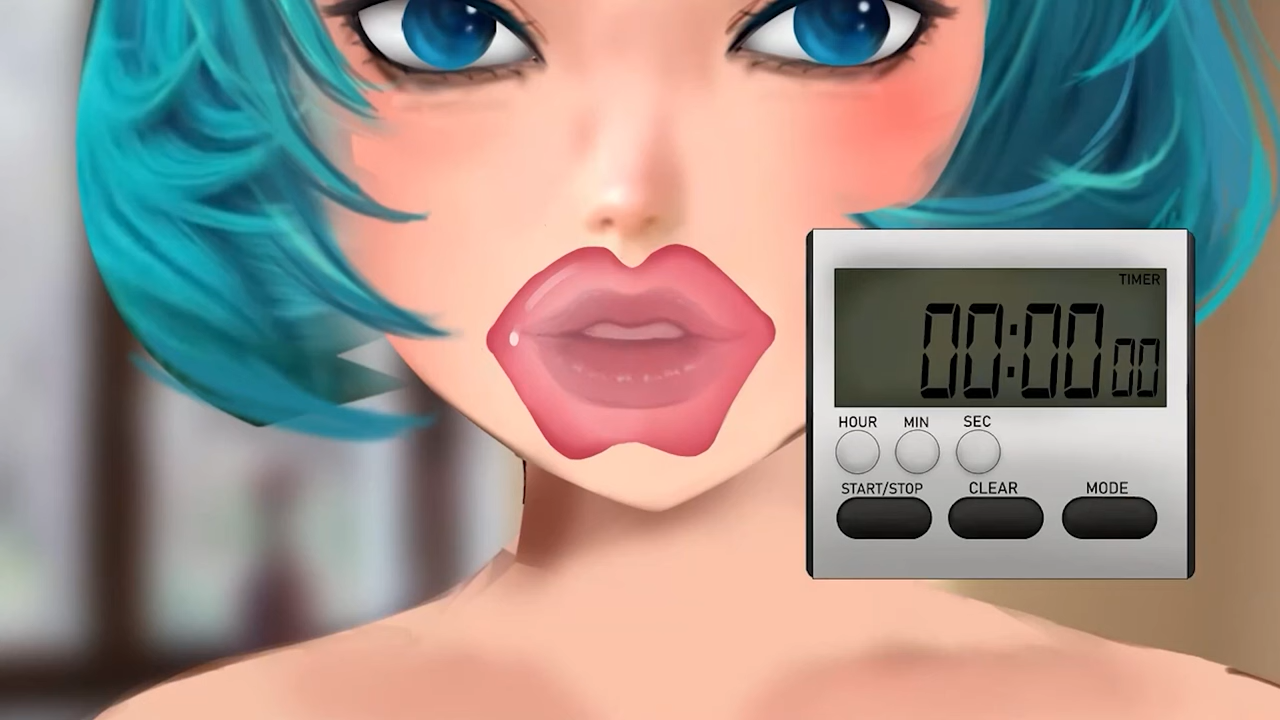 TIMER
00:00 00
HOUR MIN SEC
START/STOP CLEAR MODE